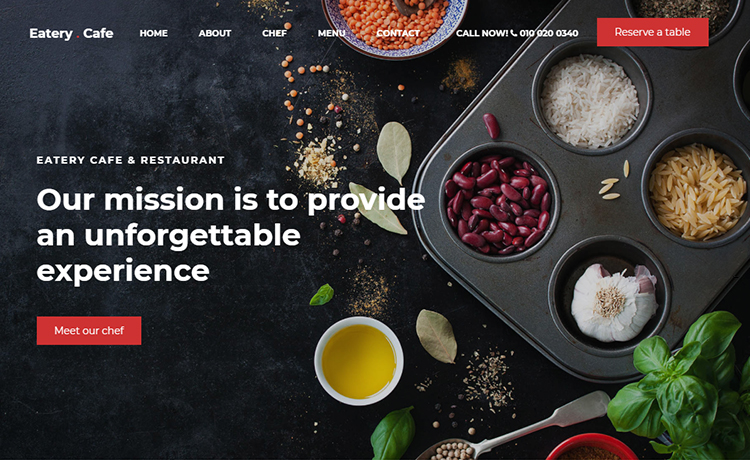 Eatery . Cafe HOME ABOUT CHEF MENU CONTACT CALL NOW! 010 020 0340 Reserve a table
EATERY CAFE & RESTAURANT
Our mission is to provide
an unforgettable
experience
Meet our chef